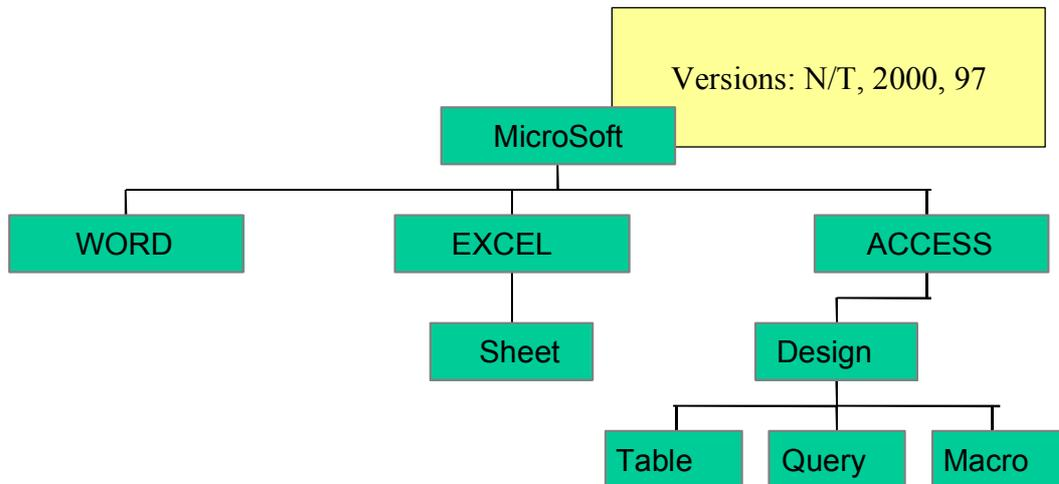 Versions: N/T, 2000, 97
MicroSoft
WORD
EXCEL
ACCESS
Sheet
Design
Table
Query
Macro